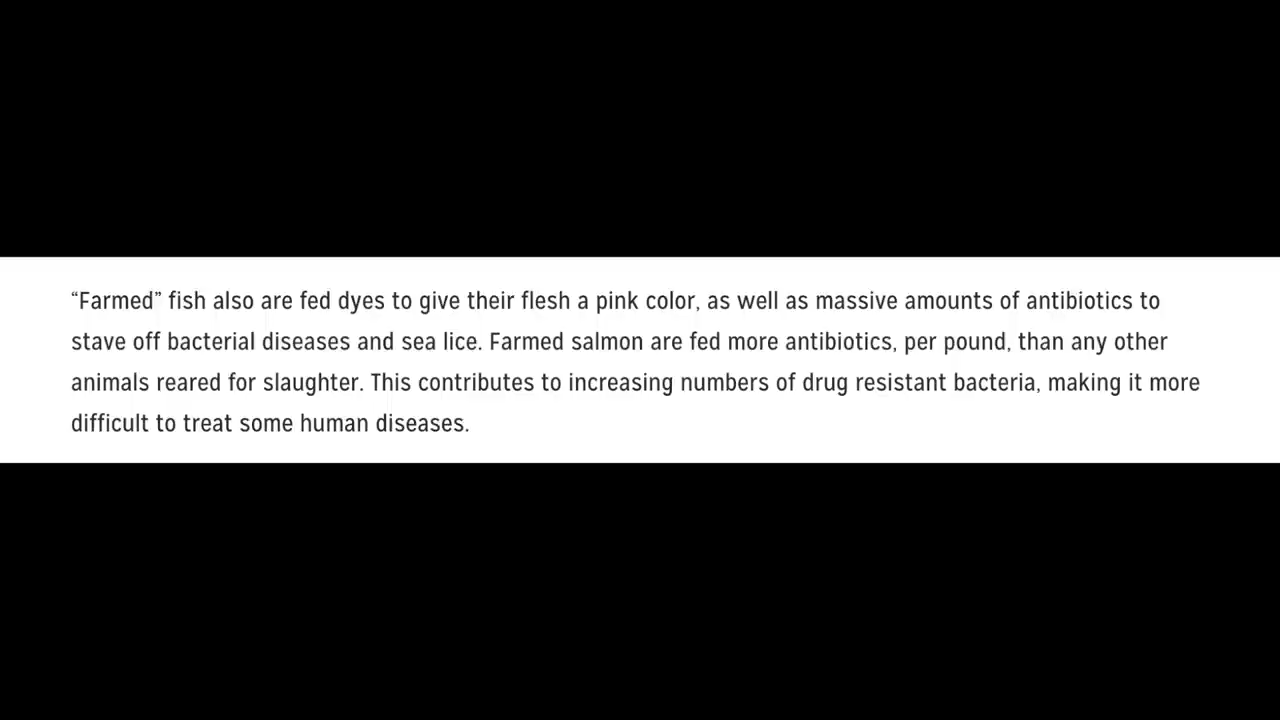 “Farmed” fish also are fed dyes to give their flesh a pink color, as well as massive amounts of antibiotics to
stave off bacterial diseases and sea lice. Farmed salmon are fed more antibiotics, per pound, than any other
animals reared for slaughter. This contributes to increasing numbers of drug resistant bacteria, making it more
difficult to treat some human diseases.